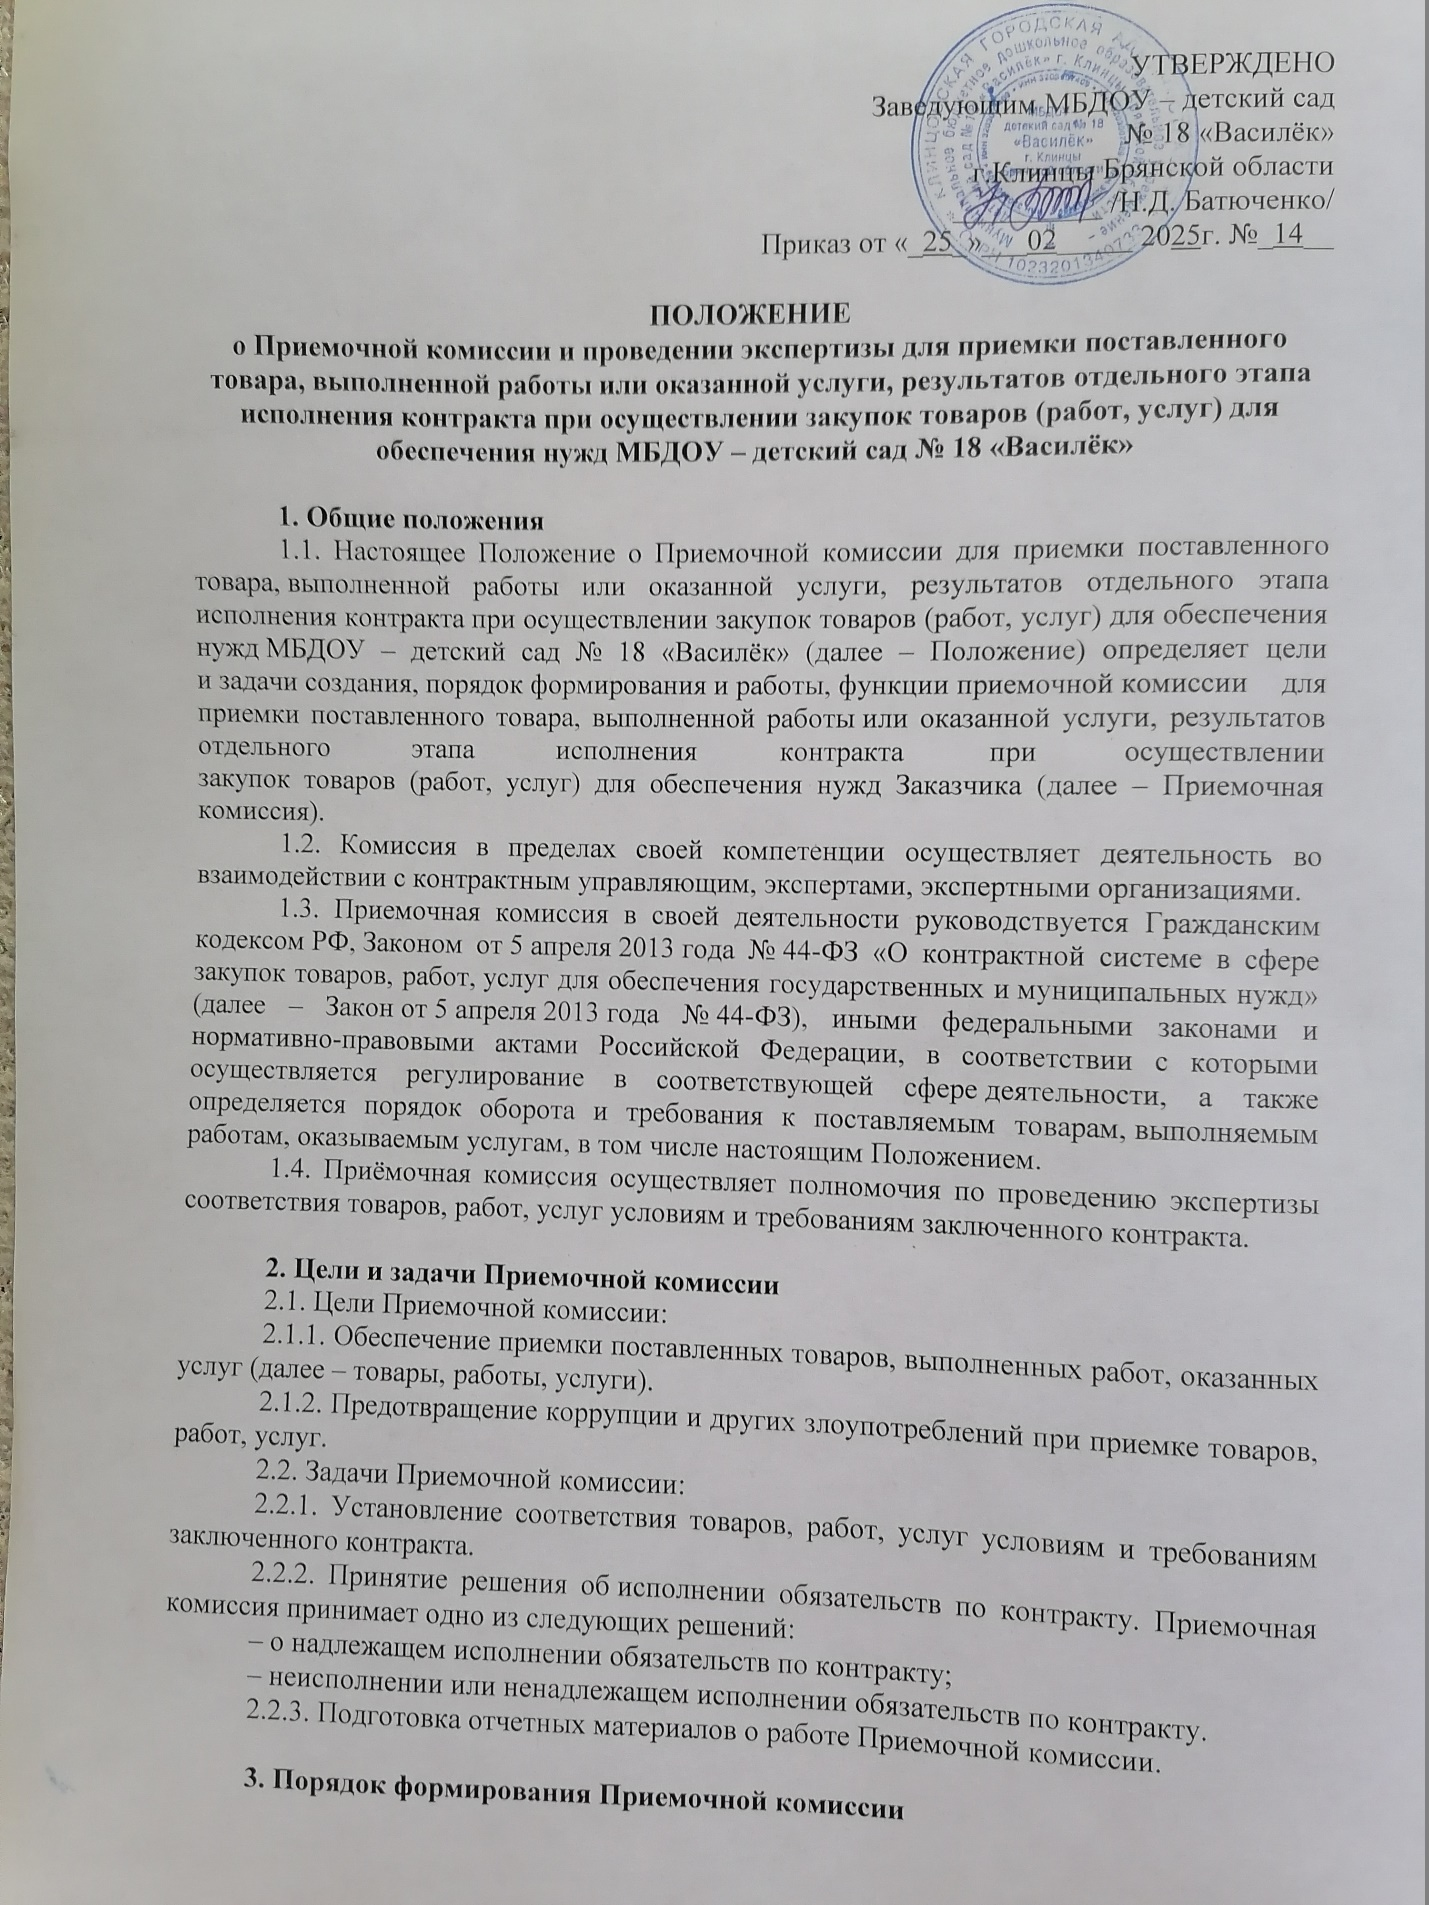 УТВЕРЖДЕНО
Заведующим МБДОУ – детский сад
№ 18 «Василёк»
г.Клинцы Брянской области
/Н.Д. Батюченко/
Приказ от «_25_»___02______ 2025г. №_14__
детский сад № 18
«Василёк»
г. Клинцы
1023201340733
ПОЛОЖЕНИЕ
о Приемочной комиссии и проведении экспертизы для приемки поставленного
товара, выполненной работы или оказанной услуги, результатов отдельного этапа
исполнения контракта при осуществлении закупок товаров (работ, услуг) для
обеспечения нужд МБДОУ – детский сад № 18 «Василёк»
1. Общие положения
1.1. Настоящее Положение о Приемочной комиссии для приемки поставленного
товара, выполненной работы или оказанной услуги, результатов отдельного этапа
исполнения контракта при осуществлении закупок товаров (работ, услуг) для обеспечения
нужд МБДОУ – детский сад № 18 «Василёк» (далее – Положение) определяет цели
и задачи создания, порядок формирования и работы, функции приемочной комиссии для
приемки поставленного товара, выполненной работы или оказанной услуги, результатов
отдельного этапа исполнения контракта при осуществлении
закупок товаров (работ, услуг) для обеспечения нужд Заказчика (далее – Приемочная
комиссия).
1.2. Комиссия в пределах своей компетенции осуществляет деятельность во
взаимодействии с контрактным управляющим, экспертами, экспертными организациями.
1.3. Приемочная комиссия в своей деятельности руководствуется Гражданским
кодексом РФ, Законом от 5 апреля 2013 года № 44-ФЗ «О контрактной системе в сфере
закупок товаров, работ, услуг для обеспечения государственных и муниципальных нужд»
(далее – Закон от 5 апреля 2013 года № 44-ФЗ), иными федеральными законами и
нормативно-правовыми актами Российской Федерации, в соответствии с которыми
осуществляется регулирование в соответствующей сфере деятельности, а также
определяется порядок оборота и требования к поставляемым товарам, выполняемым
работам, оказываемым услугам, в том числе настоящим Положением.
1.4. Приёмочная комиссия осуществляет полномочия по проведению экспертизы
соответствия товаров, работ, услуг условиям и требованиям заключенного контракта.
2. Цели и задачи Приемочной комиссии
2.1. Цели Приемочной комиссии:
2.1.1. Обеспечение приемки поставленных товаров, выполненных работ, оказанных
услуг (далее – товары, работы, услуги).
2.1.2. Предотвращение коррупции и других злоупотреблений при приемке товаров,
работ, услуг.
2.2. Задачи Приемочной комиссии:
2.2.1. Установление соответствия товаров, работ, услуг условиям и требованиям
заключенного контракта.
2.2.2. Принятие решения об исполнении обязательств по контракту. Приемочная
комиссия принимает одно из следующих решений:
– о надлежащем исполнении обязательств по контракту;
– неисполнении или ненадлежащем исполнении обязательств по контракту.
2.2.3. Подготовка отчетных материалов о работе Приемочной комиссии.
3. Порядок формирования Приемочной комиссии